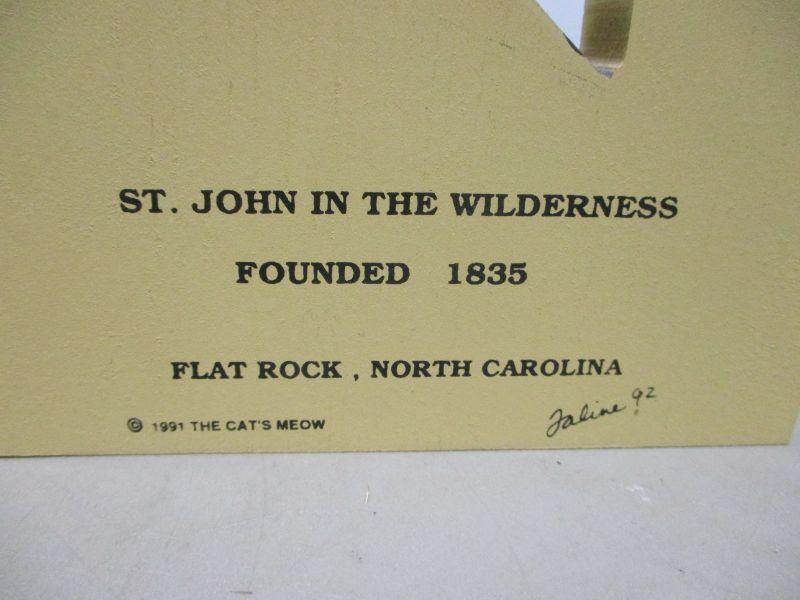 ST. JOHN IN THE WILDERNESS
FOUNDED 1835
FLAT ROCK , NORTH CAROLINA
© 1991 THE CAT'S MEOW
Faline 92